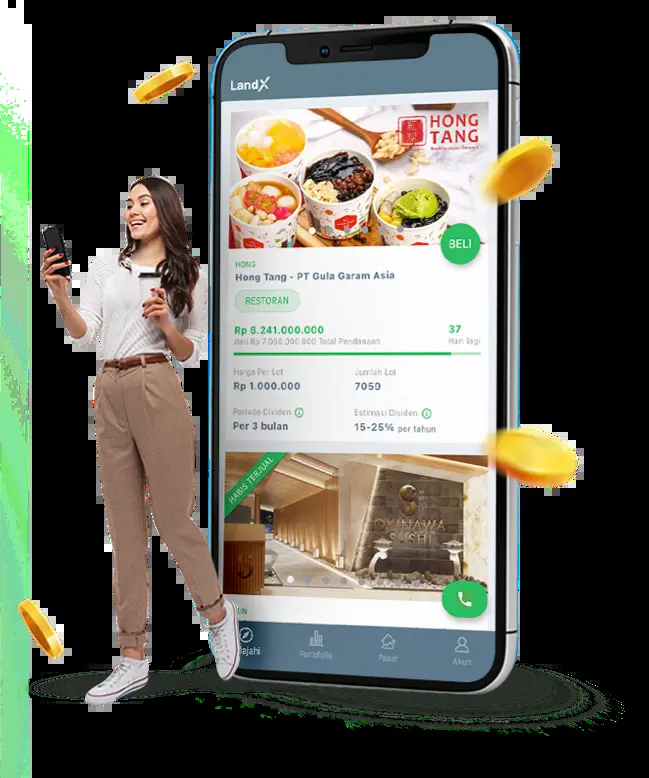 LandX
HONG
TANG
Healthy Asian Dessert
BELI
HONG
Hong Tang - PT Gula Garam Asia
RESTORAN
Rp 6.241.000.000
dari Rp 7.050.000.000 Total Pendanaan
37
Hari lagi
Harga Per Lot
Rp 1.000.000
Jumlah Lot
7050
Periode Dividen
Per 3 bulan
Estimasi Dividen
15-25% per tahun
HABIS TERJUAL
OKINAWA
SUSHI
Portofolio
Pasar
Akun